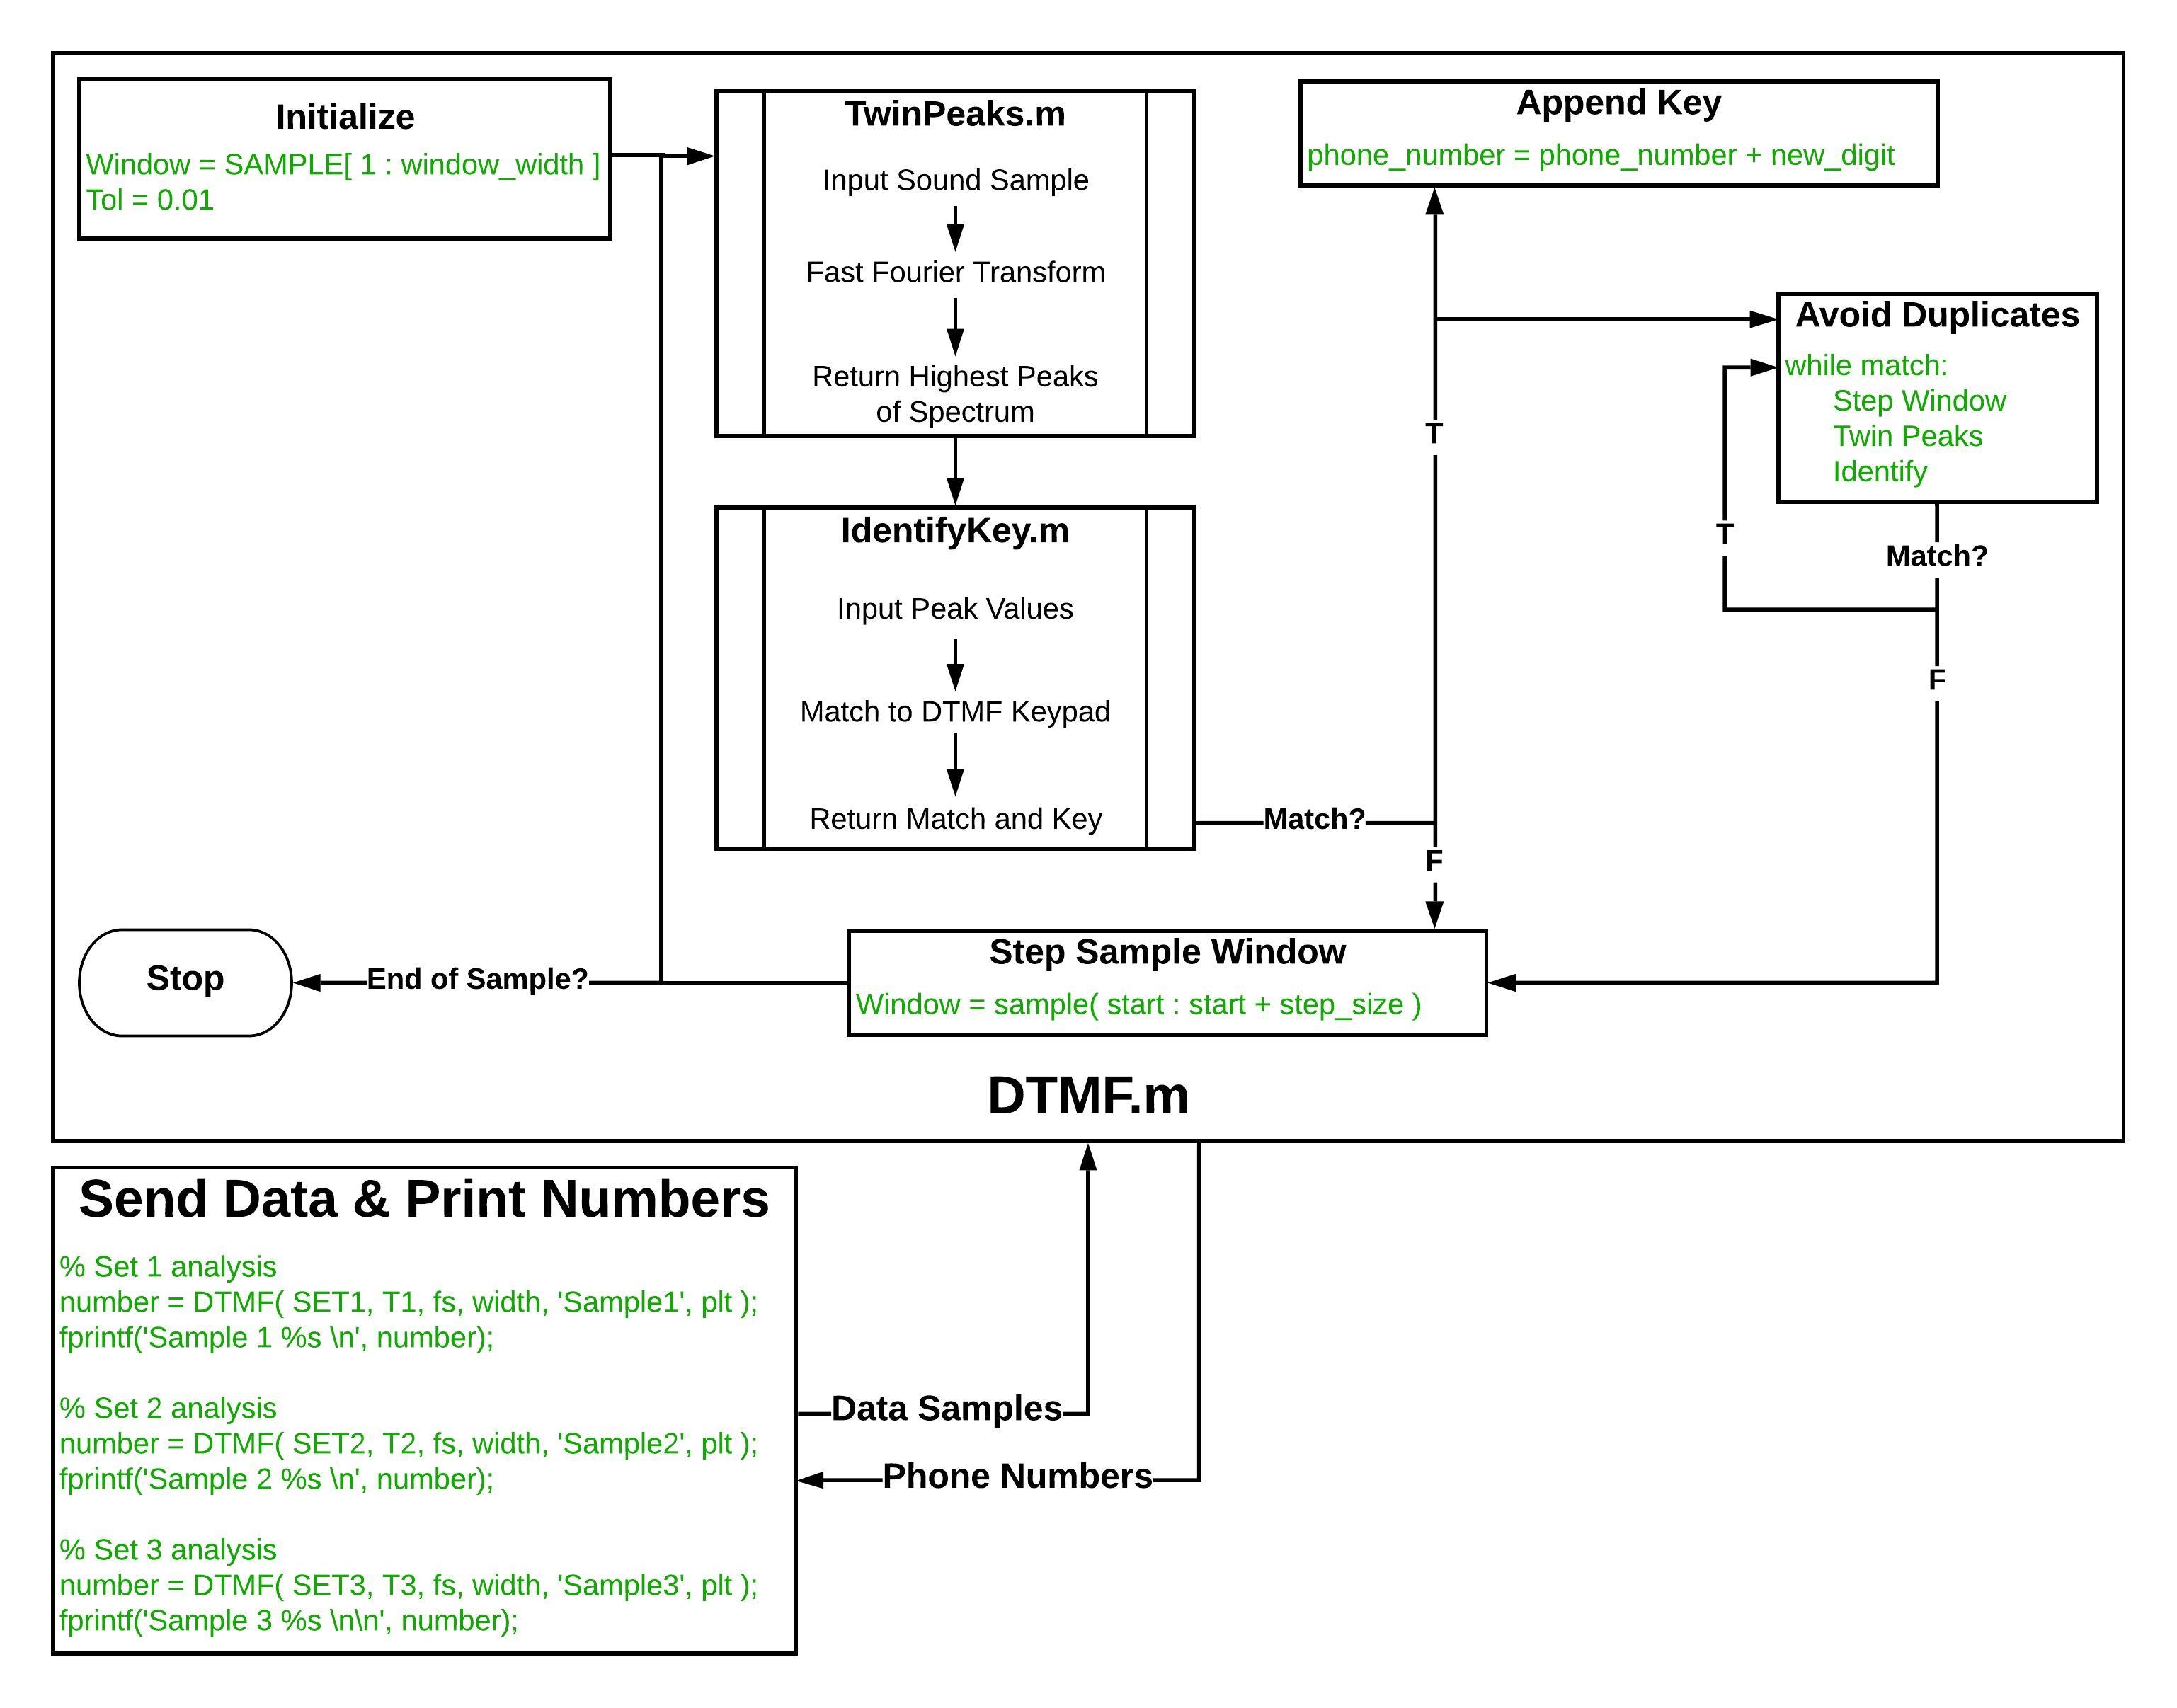 Initialize
Window = SAMPLE[ 1 : window_width ]
Tol = 0.01
TwinPeaks.m
Input Sound Sample
Fast Fourier Transform
Return Highest Peaks
of Spectrum
Append Key
phone_number = phone_number + new_digit
Avoid Duplicates
while match:
Step Window
Twin Peaks
Identify
T
T
Match?
F
IdentifyKey.m
Input Peak Values
Match to DTMF Keypad
Return Match and Key
Match?
F
Step Sample Window
Window = sample( start : start + step_size )
End of Sample?
Stop
DTMF.m
Send Data & Print Numbers
% Set 1 analysis
number = DTMF( SET1, T1, fs, width, 'Sample1', plt );
fprintf('Sample 1 %s \n', number);
% Set 2 analysis
number = DTMF( SET2, T2, fs, width, 'Sample2', plt );
fprintf('Sample 2 %s \n', number);
% Set 3 analysis
number = DTMF( SET3, T3, fs, width, 'Sample3', plt );
fprintf('Sample 3 %s \n\n', number);
Data Samples
Phone Numbers